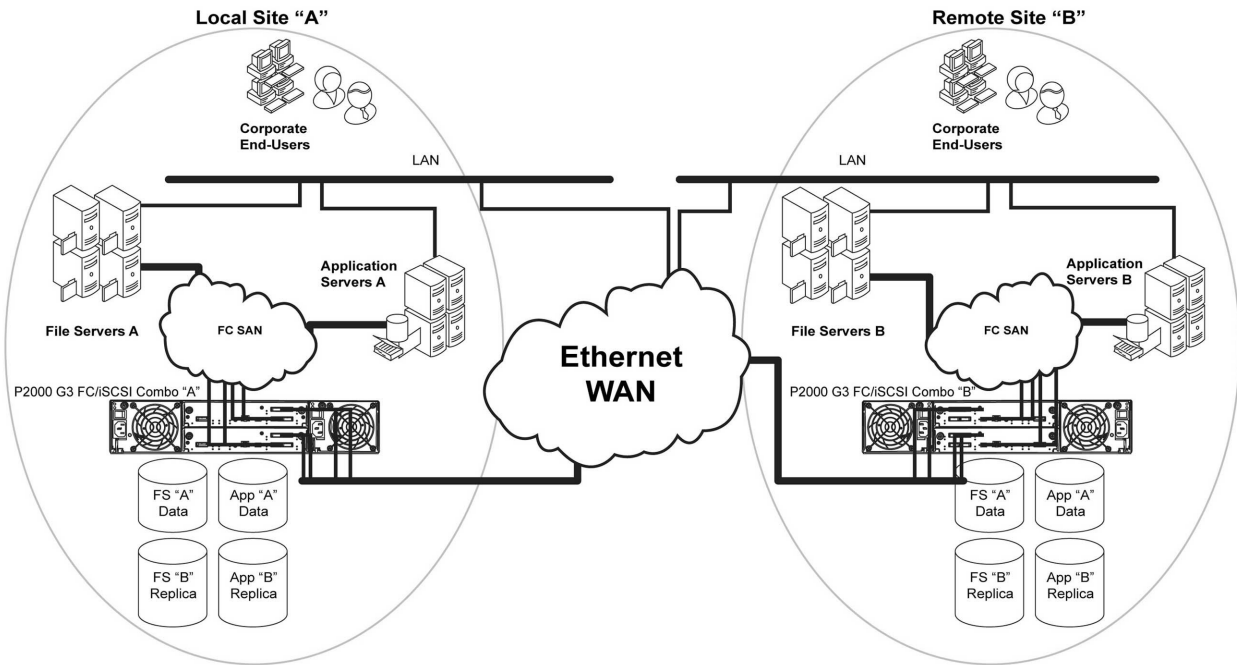 Local Site “A”
Remote Site “B”
Corporate
End-Users
Corporate
End-Users
LAN
LAN
Application
Servers A
Application
Servers B
File Servers A
FC SAN
File Servers B
FC SAN
Ethernet
WAN
P2000 G3 FC/iSCSI Combo “A”
P2000 G3 FC/iSCSI Combo “B”
FS “A”
Data
App “A”
Data
FS “A”
Data
App “A”
Data
FS “B”
Replica
App “B”
Replica
FS “B”
Replica
App “B”
Replica